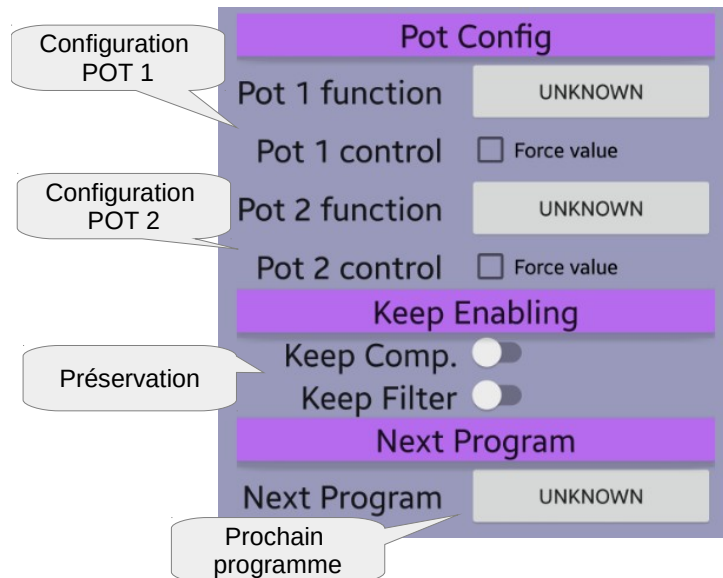 Pot Config
Configuration
POT 1
Pot 1 function UNKNOWN
Pot 1 control Force value
Configuration
POT 2
Pot 2 function UNKNOWN
Pot 2 control Force value
Keep Enabling
Keep Comp.
Préservation
Keep Filter
Next Program
Next Program UNKNOWN
Prochain
programme